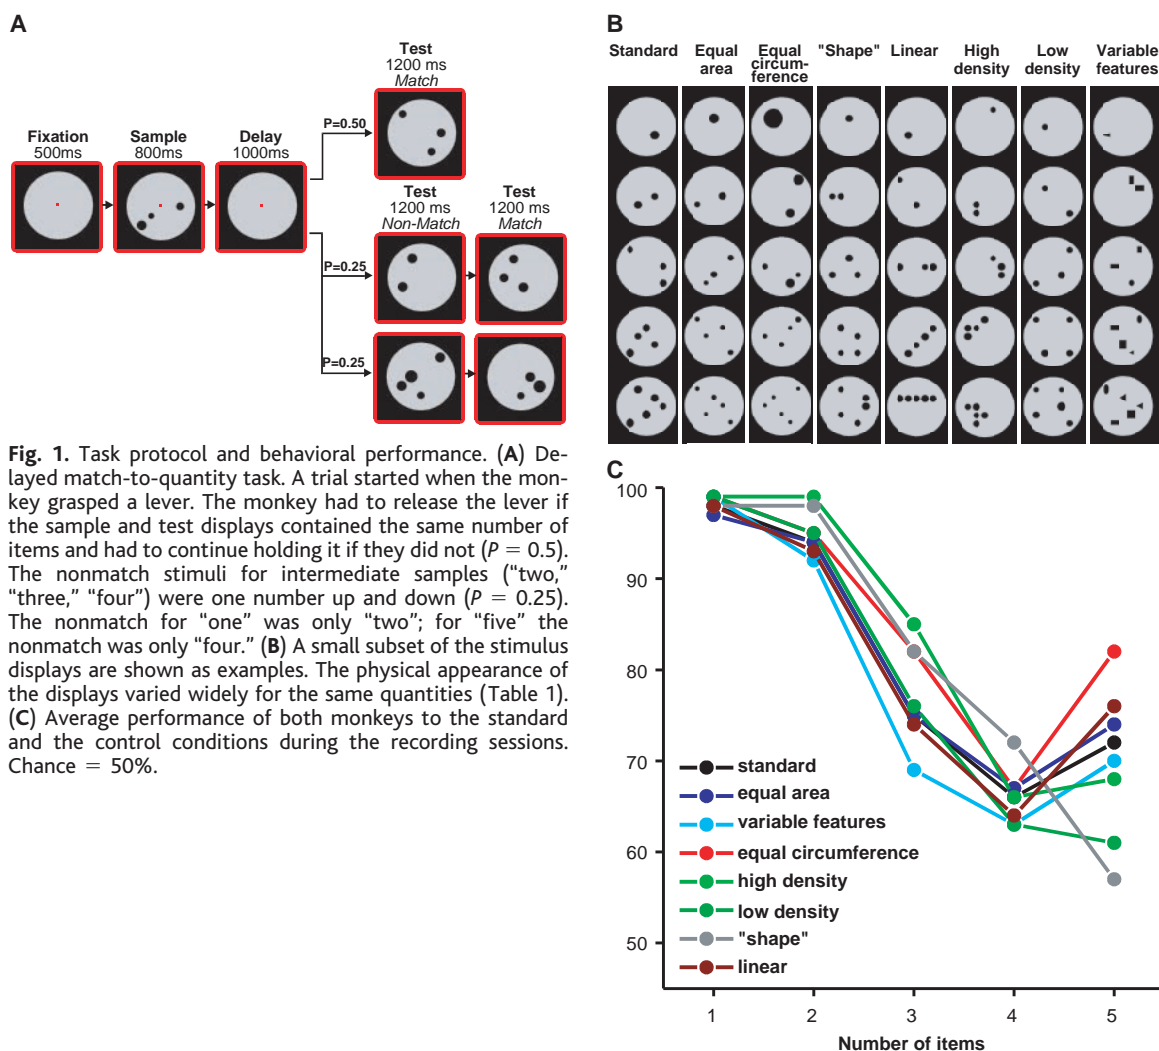 A
Test
1200 ms
Match
P=0.50
Fixation
500ms
Sample
800ms
Delay
1000ms
Test
1200 ms
Non-Match
Test
1200 ms
Match
P=0.25
P=0.25
Fig. 1. Task protocol and behavioral performance. (A) De-
layed match-to-quantity task. A trial started when the mon-
key grasped a lever. The monkey had to release the lever if
the sample and test displays contained the same number of
items and had to continue holding it if they did not (P = 0.5).
The nonmatch stimuli for intermediate samples (“two,”
“three,” “four”) were one number up and down (P = 0.25).
The nonmatch for “one” was only “two”; for “five” the
nonmatch was only “four.” (B) A small subset of the stimulus
displays are shown as examples. The physical appearance of
the displays varied widely for the same quantities (Table 1).
(C) Average performance of both monkeys to the standard
and the control conditions during the recording sessions.
Chance = 50%.
B
Standard
Equal
area
Equal
circum-
ference
"Shape"
Linear
High
density
Low
density
Variable
features
C
100
90
80
70
60
50
standard
equal area
variable features
equal circumference
high density
low density
"shape"
linear
1 2 3 4 5
Number of items